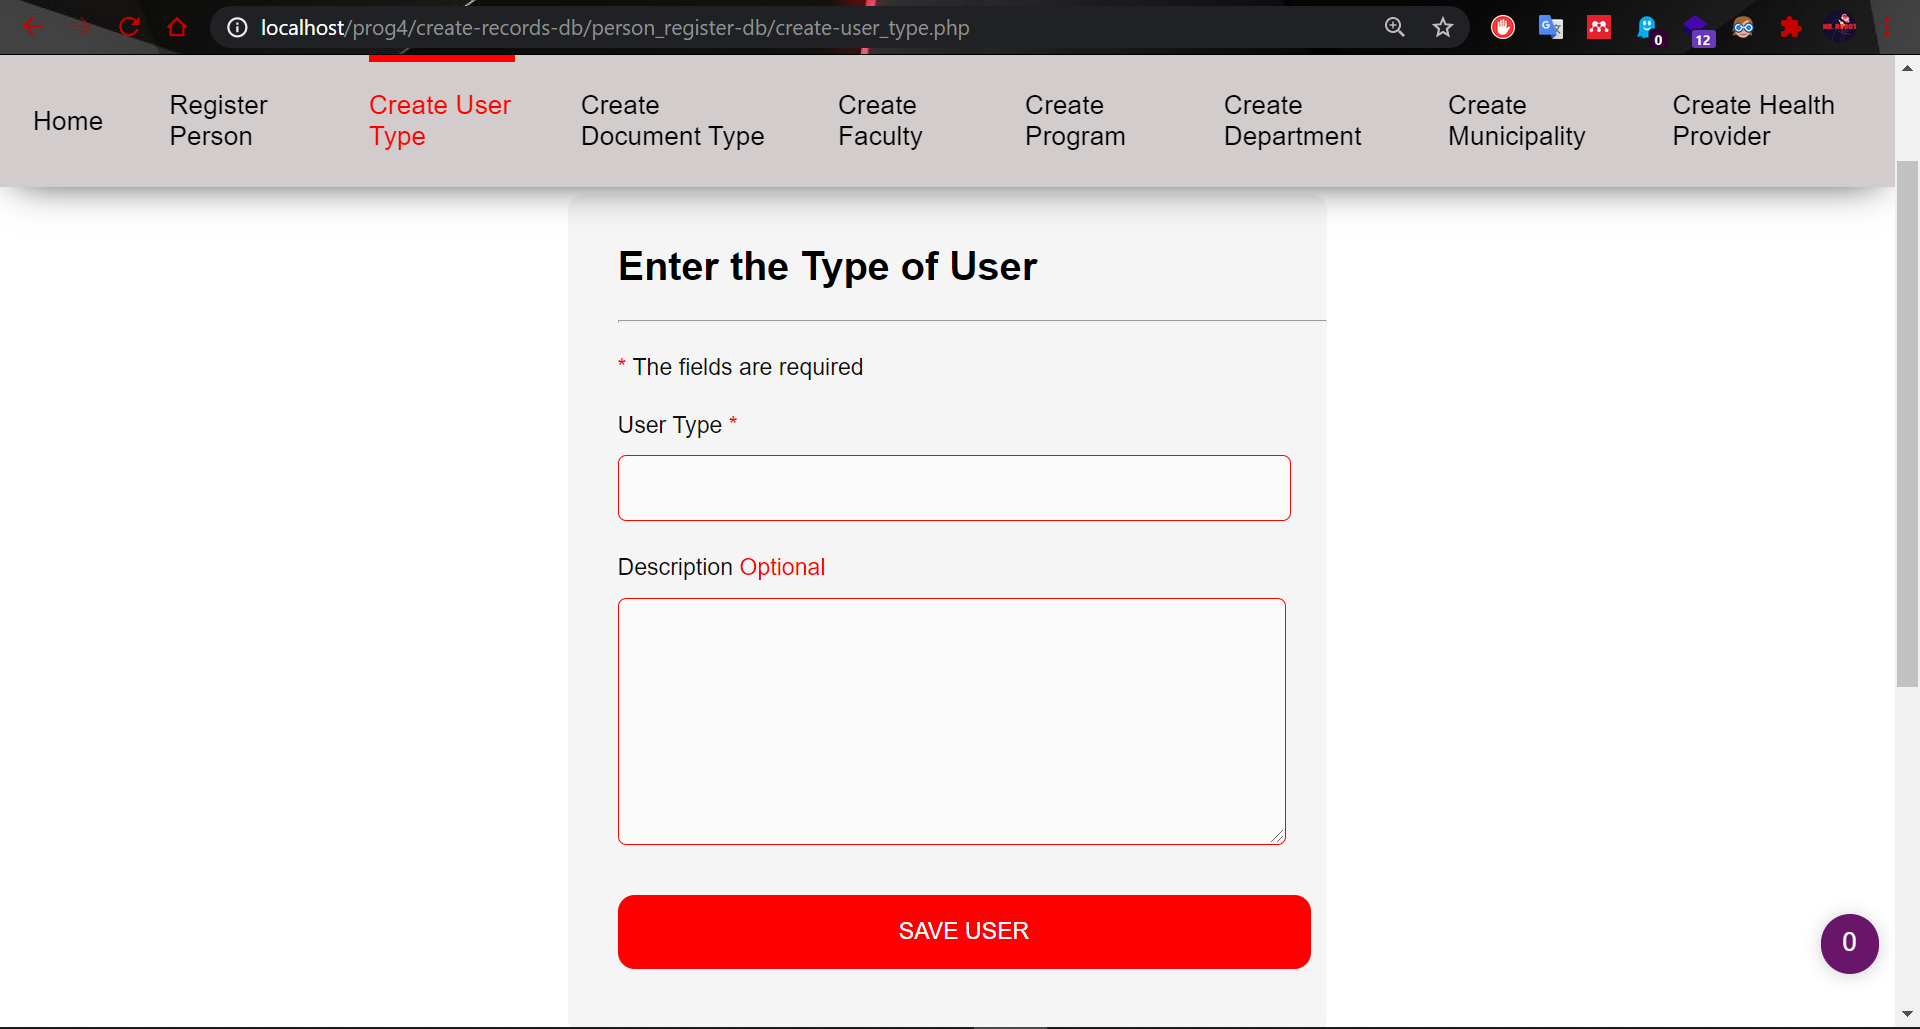 localhost/prog4/create-records-db/person_register-db/create-user_type.php
0
12
Home
Register
Person
Create User
Type
Create
Document Type
Create
Faculty
Create
Program
Create
Department
Create
Municipality
Create Health
Provider
Enter the Type of User
* The fields are required
User Type *
Description Optional
SAVE USER
0